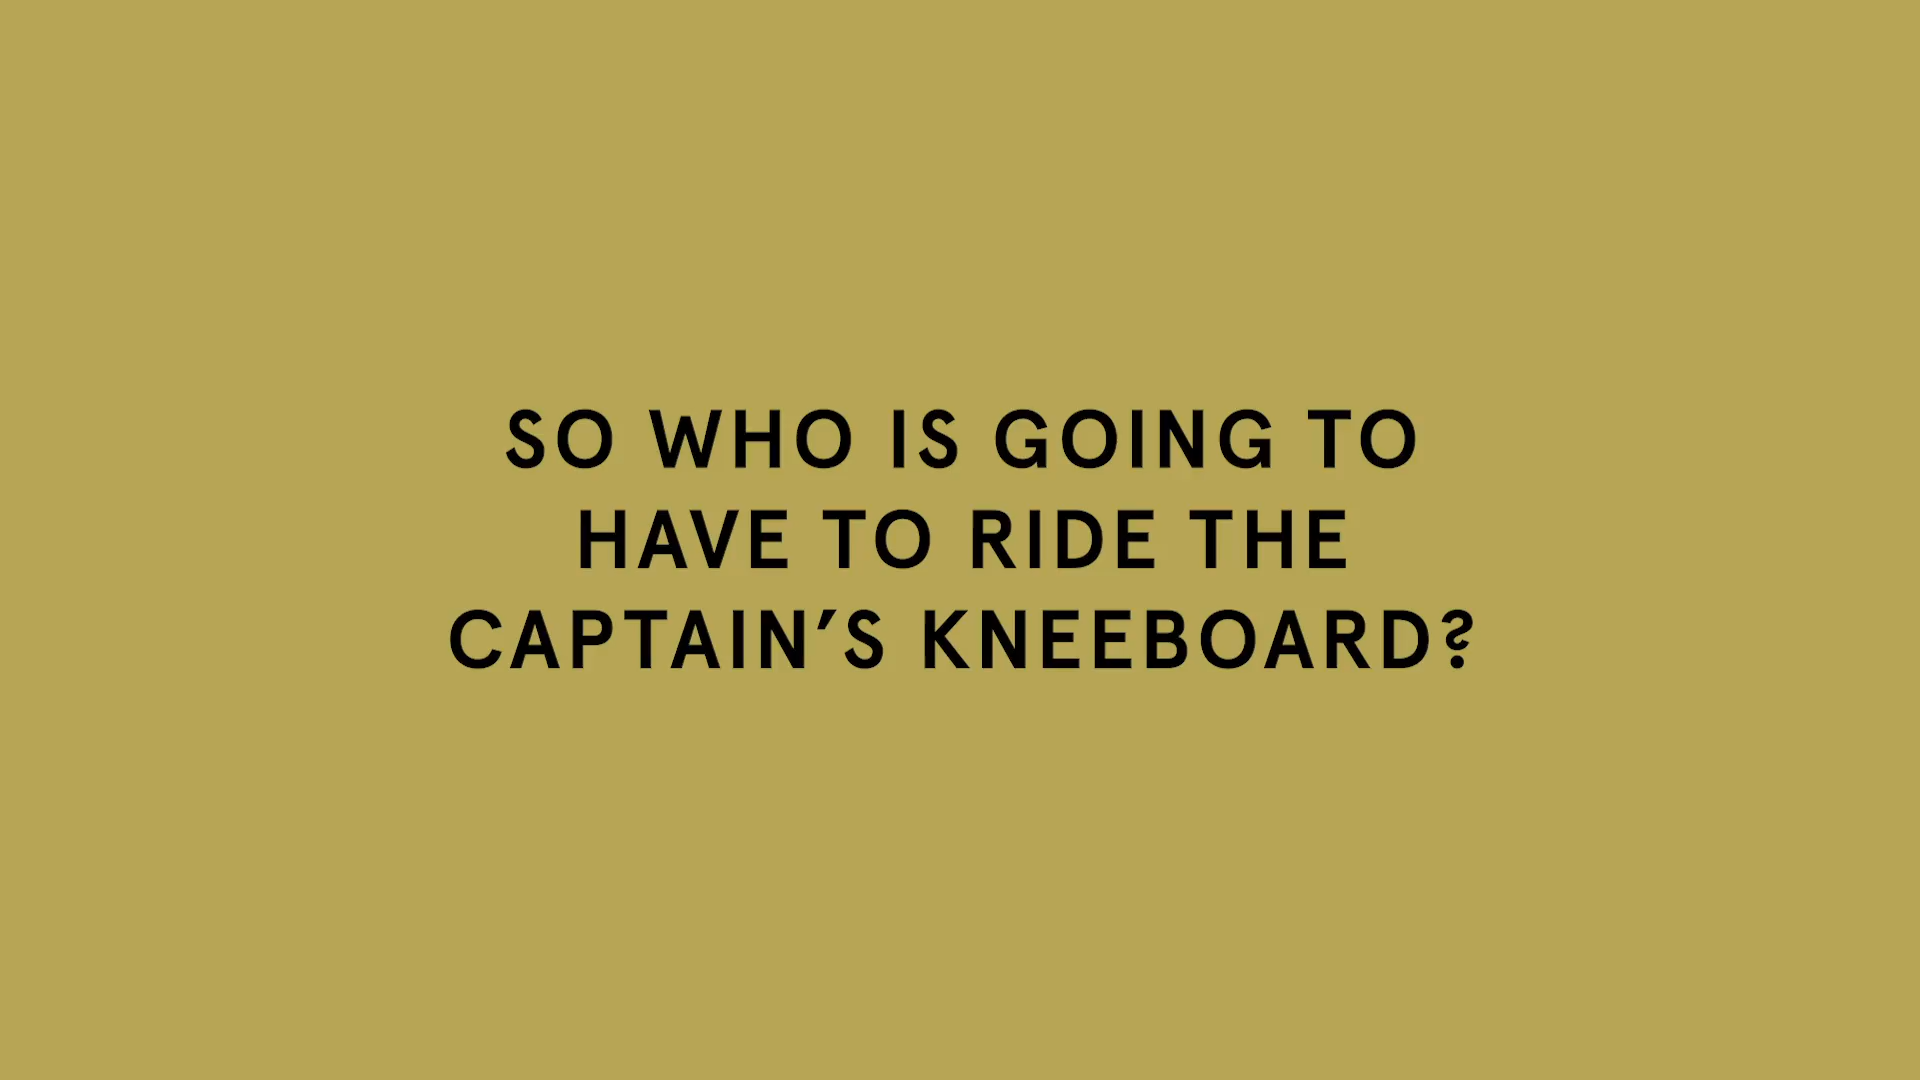 SO WHO IS GOING TO
HAVE TO RIDE THE
CAPTAIN’S KNEEBOARD?